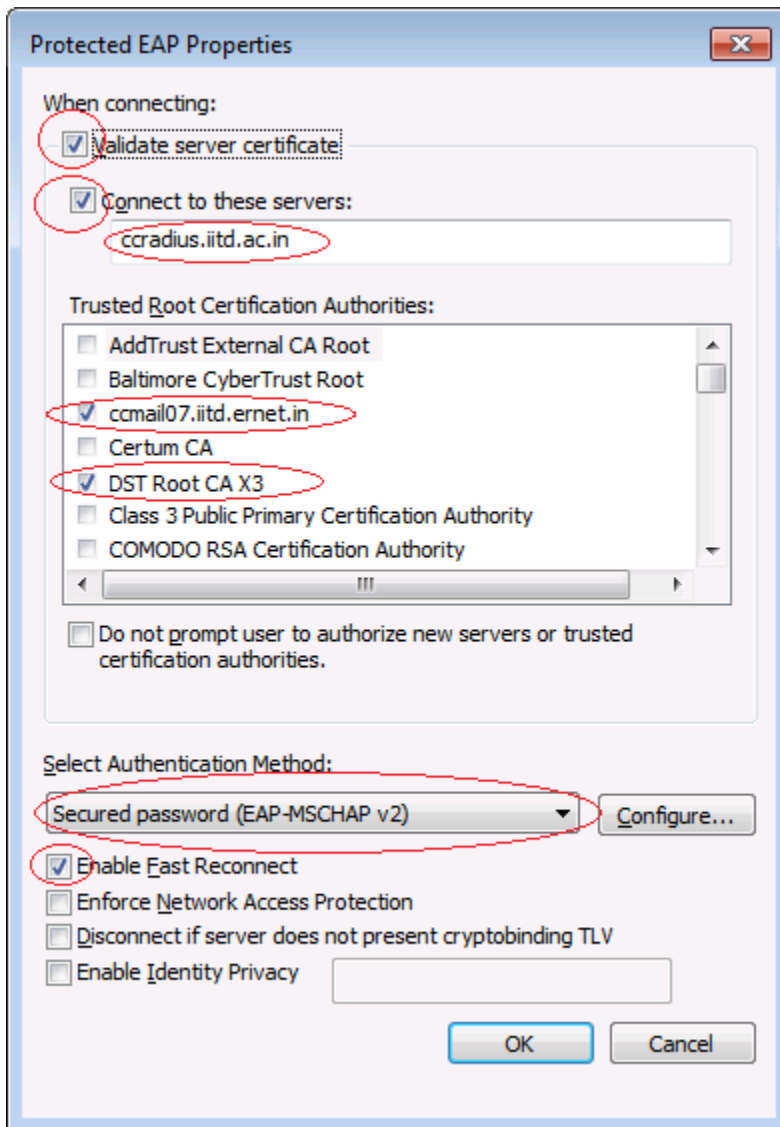 Protected EAP Properties
When connecting:
Validate server certificate
Connect to these servers:
ccradius.iitd.ac.in
Trusted Root Certification Authorities:
AddTrust External CA Root
Baltimore CyberTrust Root
ccmail07.iitd.ernet.in
Certum CA
DST Root CA X3
Class 3 Public Primary Certification Authority
COMODO RSA Certification Authority
Do not prompt user to authorize new servers or trusted
certification authorities.
Select Authentication Method:
Secured password (EAP-MSCHAP v2)
Configure...
Enable Fast Reconnect
Enforce Network Access Protection
Disconnect if server does not present cryptobinding TLV
Enable Identity Privacy
OK
Cancel